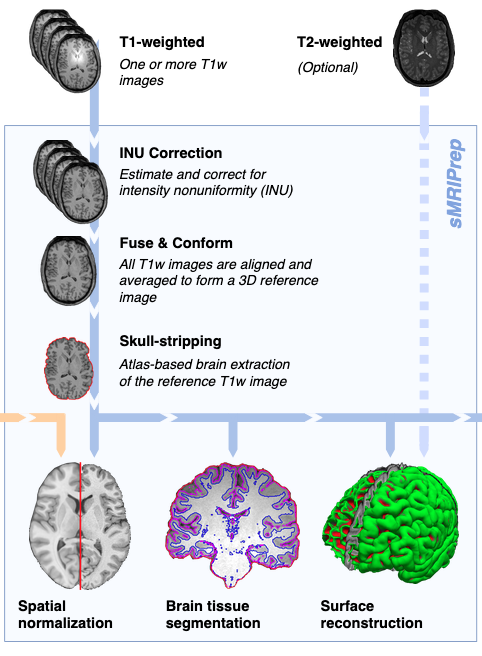 T1-weighted
One or more T1w
images
T2-weighted
(Optional)
sMRIPrep
INU Correction
Estimate and correct for
intensity nonuniformity (INU)
Fuse & Conform
All T1w images are aligned and
averaged to form a 3D reference
image
Skull-stripping
Atlas-based brain extraction
of the reference T1w image
Spatial
normalization
Brain tissue
segmentation
Surface
reconstruction